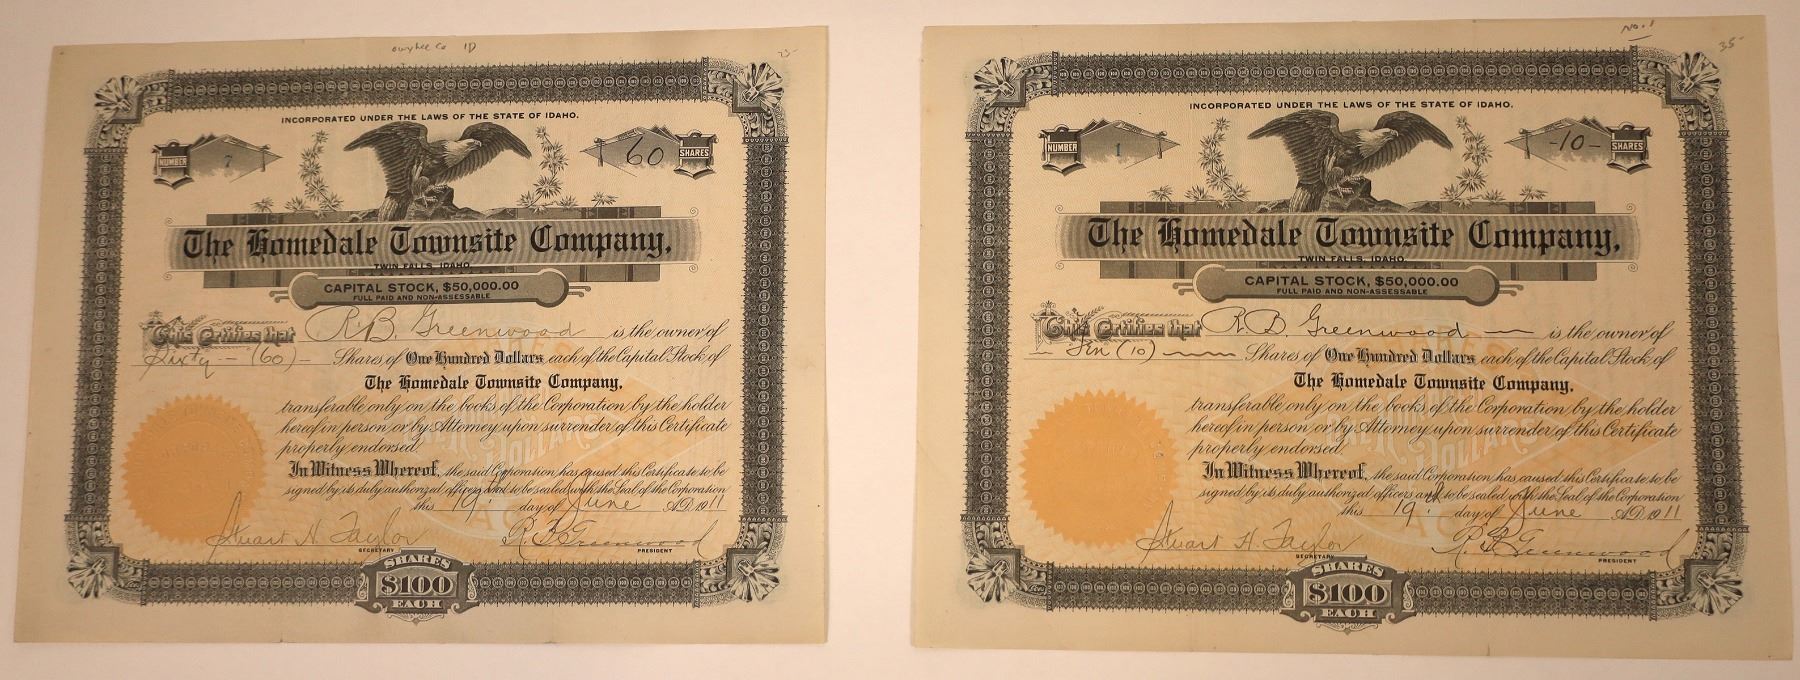 owyhee Co ID
25-
INCORPORATED UNDER THE LAWS OF THE STATE OF IDAHO.
NUMBER 7
60 SHARES
The Homedale Townsite Company,
TWIN FALLS, IDAHO.
CAPITAL STOCK, $50,000.00
FULL PAID AND NON-ASSESSABLE
This Certifies that R.B. Greenwood is the owner of
Sixty - (60) - Shares of One Hundred Dollars each of the Capital Stock of
The Homedale Townsite Company,
transferable only on the books of the Corporation by the holder
hereof in person or by Attorney upon surrender of this Certificate
properly endorsed.
In Witness Whereof, the said Corporation has caused this Certificate to be
signed by its duly authorized officers and to be sealed with the Seal of the Corporation
this 19th day of June A.D. 1911
Stuart H. Taylor R.B. Greenwood
SECRETARY PRESIDENT
SHARES
$100
EACH
No. 1
35-
INCORPORATED UNDER THE LAWS OF THE STATE OF IDAHO.
NUMBER 1
-10- SHARES
The Homedale Townsite Company,
TWIN FALLS, IDAHO.
CAPITAL STOCK, $50,000.00
FULL PAID AND NON-ASSESSABLE
This Certifies that R.B. Greenwood is the owner of
Ten (10) Shares of One Hundred Dollars each of the Capital Stock of
The Homedale Townsite Company,
transferable only on the books of the Corporation by the holder
hereof in person or by Attorney upon surrender of this Certificate
properly endorsed.
In Witness Whereof, the said Corporation has caused this Certificate to be
signed by its duly authorized officers and to be sealed with the Seal of the Corporation
this 19th day of June A.D. 1911
Stuart H. Taylor R.B. Greenwood
SECRETARY PRESIDENT
SHARES
$100
EACH